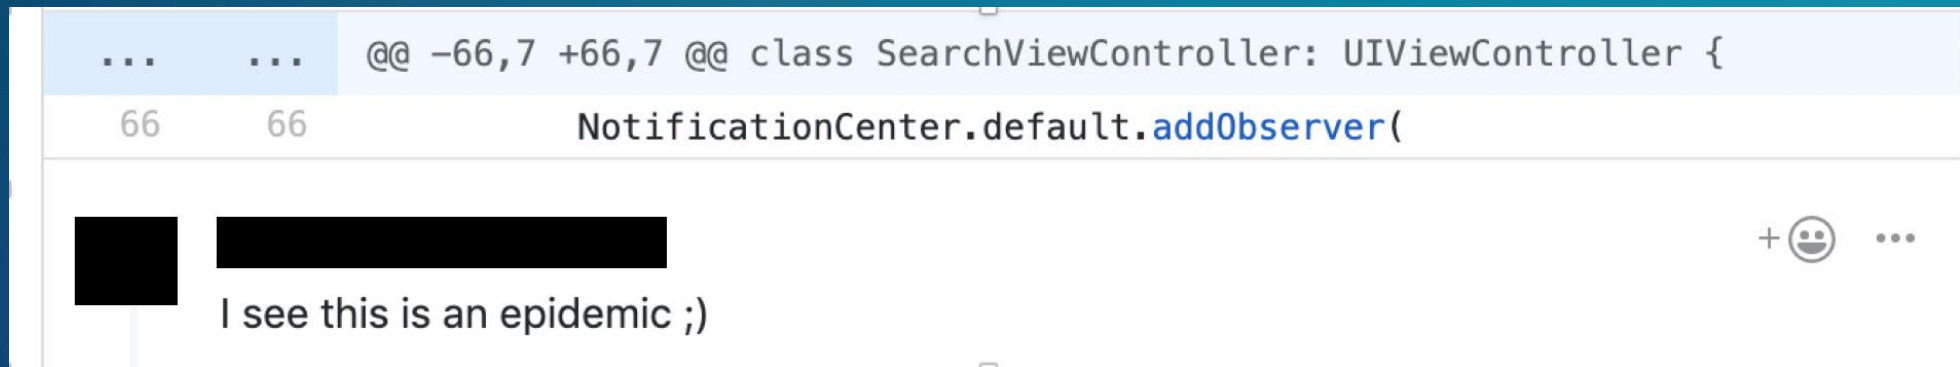 ... ... @@ -66,7 +66,7 @@ class SearchViewController: UIViewController {
66 66 NotificationCenter.default.addObserver(
I see this is an epidemic ;)